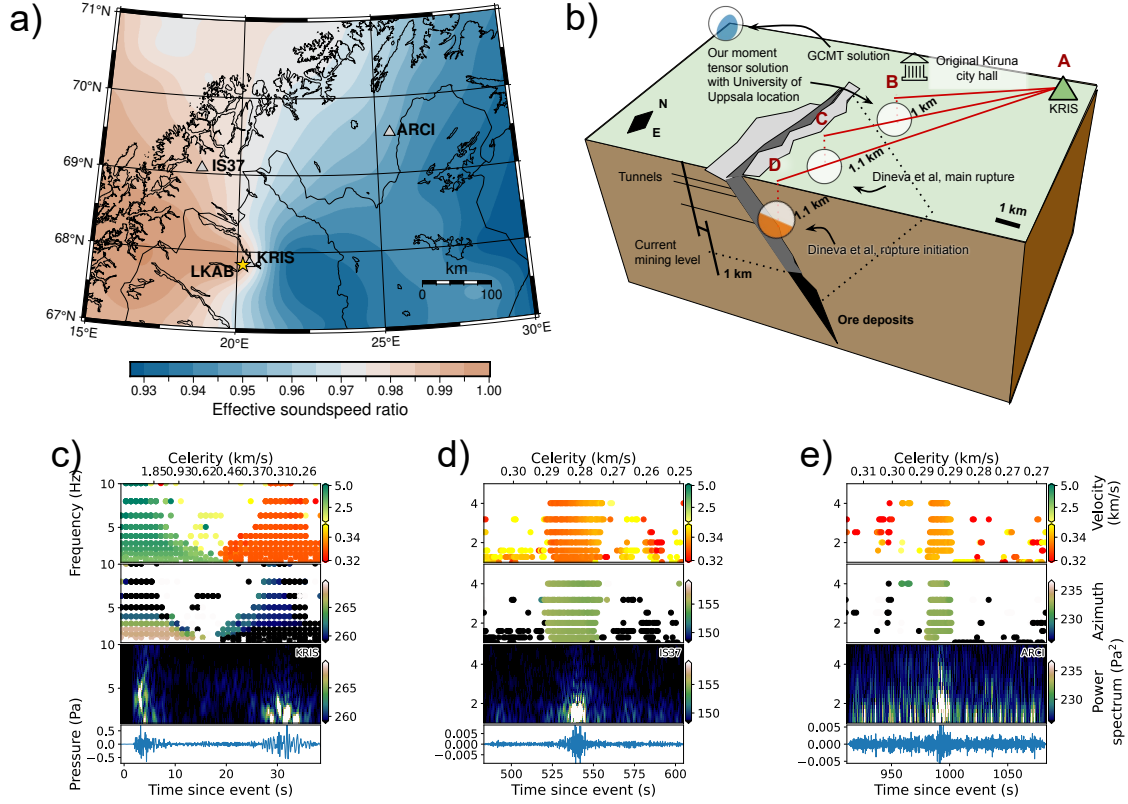 a)
71°N
70°N
69°N
68°N
67°N
15°E
20°E
25°E
30°E
ARCI
IS37
KRIS
LKAB
km
0
100
0.93
0.94
0.95
0.96
0.97
0.98
0.99
1.00
Effective soundspeed ratio
b)
Our moment
tensor solution
with University of
Uppsala location
GCMT solution
Original Kiruna
city hall
A
B
C
D
KRIS
N
E
1 km
1.1 km
1.1 km
Tunnels
Current
mining level
1 km
Dineva et al, main rupture
Dineva et al, rupture initiation
1 km
Ore deposits
c)
Celerity (km/s)
1.85
0.93
0.62
0.46
0.37
0.31
0.26
Frequency (Hz)
10
5
5.0
2.5
0.34
0.32
10
5
265
260
KRIS
10
5
265
260
Pressure (Pa)
0.5
0.0
−0.5
0
10
20
30
Time since event (s)
d)
Celerity (km/s)
0.30
0.29
0.28
0.27
0.26
0.25
4
2
5.0
2.5
0.34
0.32
4
2
155
150
IS37
4
2
155
150
0.005
0.000
−0.005
500
525
550
575
600
Time since event (s)
e)
Celerity (km/s)
0.31
0.30
0.29
0.29
0.28
0.27
0.27
4
2
5.0
2.5
0.34
0.32
Velocity
(km/s)
4
2
235
230
Azimuth
ARCI
4
2
235
230
Power
spectrum (Pa²)
0.005
0.000
−0.005
950
1000
1050
Time since event (s)